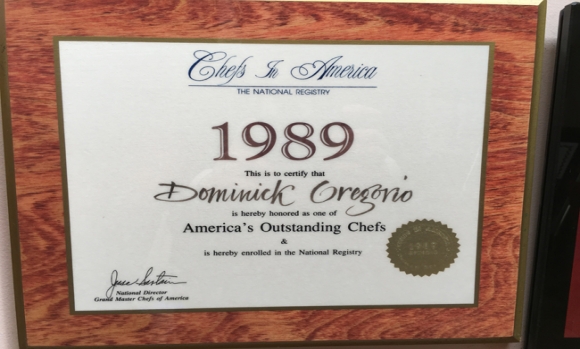 Chefs In America
THE NATIONAL REGISTRY
1989
This is to certify that
Dominick Gregorio
is hereby honored as one of
America's Outstanding Chefs
&
is hereby enrolled in the National Registry
National Director
Grand Master Chefs of America